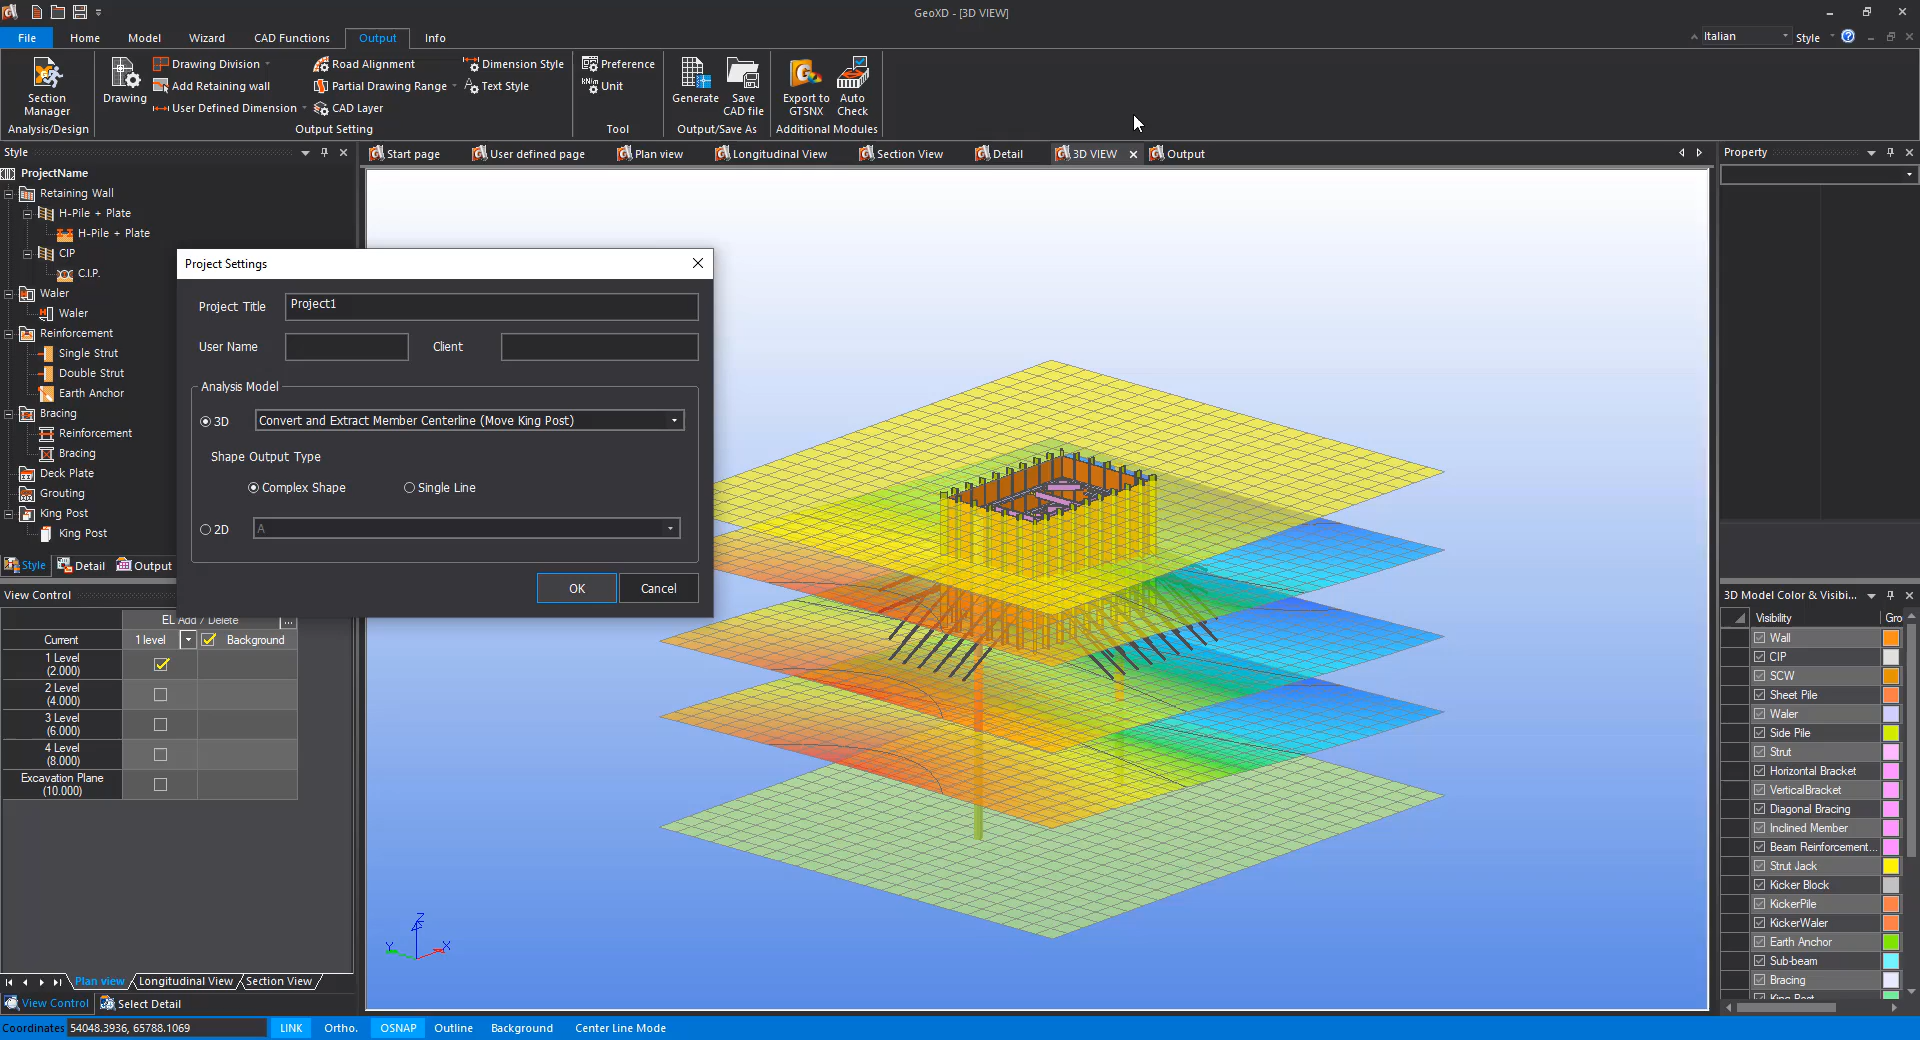 GeoXD - [3D VIEW]
File Home Model Wizard CAD Functions Output Info
Italian Style
Section Manager
Analysis/Design
Drawing
Drawing Division
Add Retaining wall
User Defined Dimension
Road Alignment
Partial Drawing Range
CAD Layer
Dimension Style
Text Style
Output Setting
Preference
Unit
Tool
Generate
Save CAD file
Output/Save As
Export to GTSNX
Auto Check
Additional Modules
Style
Start page User defined page Plan view Longitudinal View Section View Detail 3D VIEW Output
Property
ProjectName
Retaining Wall
H-Pile + Plate
H-Pile + Plate
CIP
C.I.P.
Waler
Waler
Reinforcement
Single Strut
Double Strut
Earth Anchor
Bracing
Reinforcement
Bracing
Deck Plate
Grouting
King Post
King Post
Style Detail Output
Project Settings
Project Title Project1
User Name Client
Analysis Model
3D Convert and Extract Member Centerline (Move King Post)
Shape Output Type
Complex Shape Single Line
2D A
OK Cancel
View Control
EL Add / Delete ...
Current 1 level Background
1 Level
(2.000)
2 Level
(4.000)
3 Level
(6.000)
4 Level
(8.000)
Excavation Plane
(10.000)
Plan view Longitudinal View Section View
View Control Select Detail
Z
Y X
3D Model Color & Visibi...
Visibility Gro
Wall
CIP
SCW
Sheet Pile
Waler
Side Pile
Strut
Horizontal Bracket
VerticalBracket
Diagonal Bracing
Inclined Member
Beam Reinforcement...
Strut Jack
Kicker Block
KickerPile
KickerWaler
Earth Anchor
Sub-beam
Bracing
King Post
Coordinates 54048.3936, 65788.1069 LINK Ortho. OSNAP Outline Background Center Line Mode